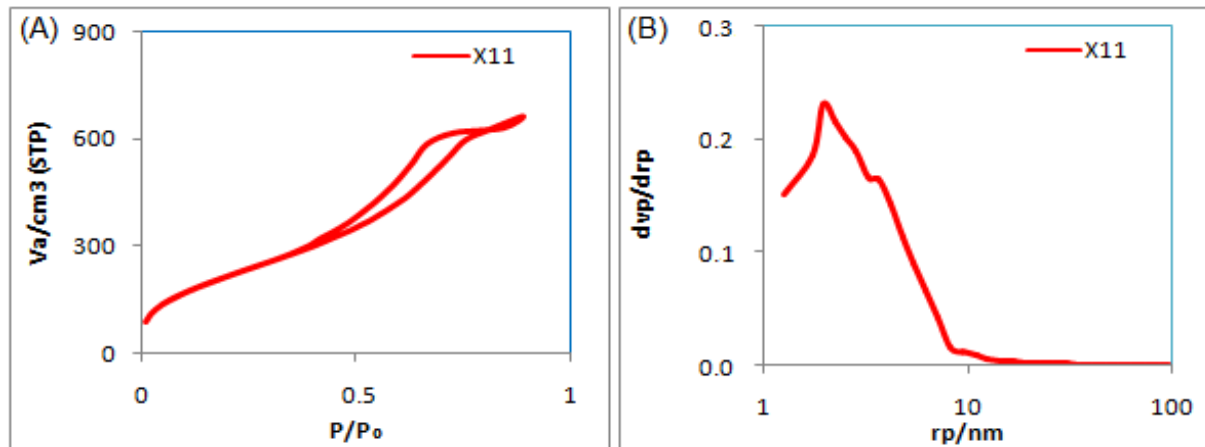 (A)
900
600
300
0
Va/cm3 (STP)
X11
0 0.5 1
P/P₀
(B)
0.3
0.2
0.1
0.0
dvp/drp
X11
1 10 100
rp/nm